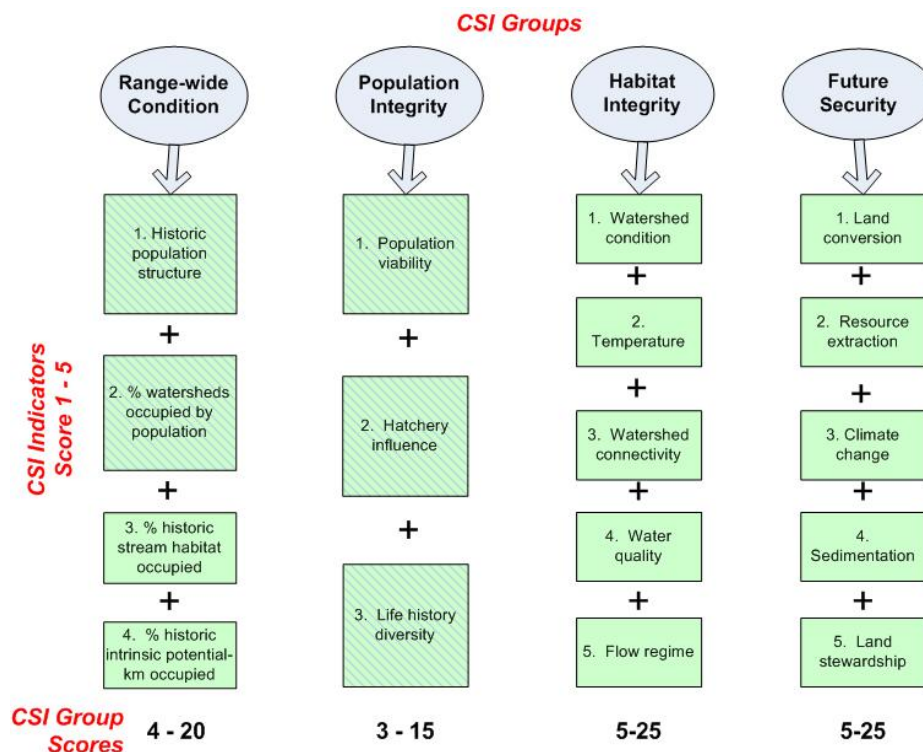 CSI Groups
Range-wide
Condition
Population
Integrity
Habitat
Integrity
Future
Security
CSI Indicators
Score 1 - 5
1. Historic
population
structure
+
2. % watersheds
occupied by
population
+
3. % historic
stream habitat
occupied
+
4. % historic
intrinsic potential-
km occupied
1. Population
viability
+
2. Hatchery
influence
+
3. Life history
diversity
1. Watershed
condition
+
2.
Temperature
+
3. Watershed
connectivity
+
4. Water
quality
+
5. Flow regime
1. Land
conversion
+
2. Resource
extraction
+
3. Climate
change
+
4.
Sedimentation
+
5. Land
stewardship
CSI Group
Scores
4 - 20
3 - 15
5-25
5-25